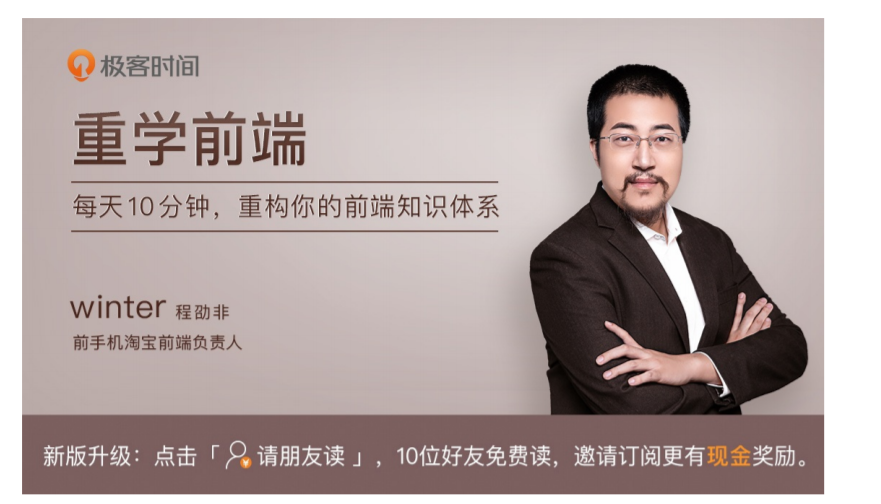 极客时间
重学前端
每天10分钟，重构你的前端知识体系
winter 程劭非
前手机淘宝前端负责人
新版升级：点击「请朋友读」，10位好友免费读，邀请订阅更有现金奖励。